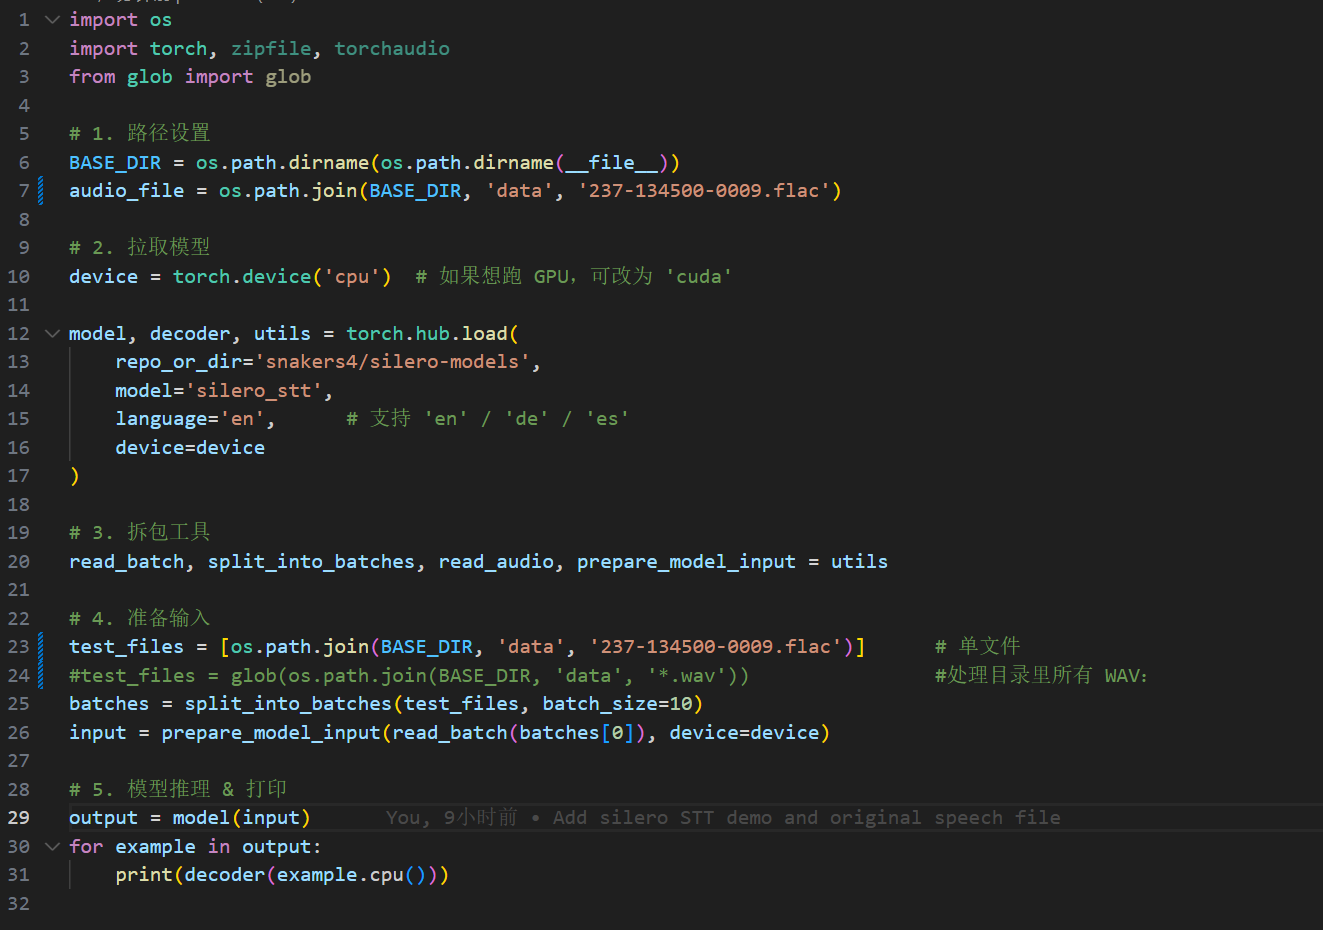 1 import os
2 import torch, zipfile, torchaudio
3 from glob import glob
4
5 # 1. 路径设置
6 BASE_DIR = os.path.dirname(os.path.dirname(__file__))
7 audio_file = os.path.join(BASE_DIR, 'data', '237-134500-0009.flac')
8
9 # 2. 拉取模型
10 device = torch.device('cpu')  # 如果想跑 GPU，可改为 'cuda'
11
12 model, decoder, utils = torch.hub.load(
13     repo_or_dir='snakers4/silero-models',
14     model='silero_stt',
15     language='en',      # 支持 'en' / 'de' / 'es'
16     device=device
17 )
18
19 # 3. 拆包工具
20 read_batch, split_into_batches, read_audio, prepare_model_input = utils
21
22 # 4. 准备输入
23 test_files = [os.path.join(BASE_DIR, 'data', '237-134500-0009.flac')]      # 单文件
24 #test_files = glob(os.path.join(BASE_DIR, 'data', '*.wav'))                #处理目录里所有 WAV：
25 batches = split_into_batches(test_files, batch_size=10)
26 input = prepare_model_input(read_batch(batches[0]), device=device)
27
28 # 5. 模型推理 & 打印
29 output = model(input)      You, 9小时前 • Add silero STT demo and original speech file
30 for example in output:
31     print(decoder(example.cpu()))
32